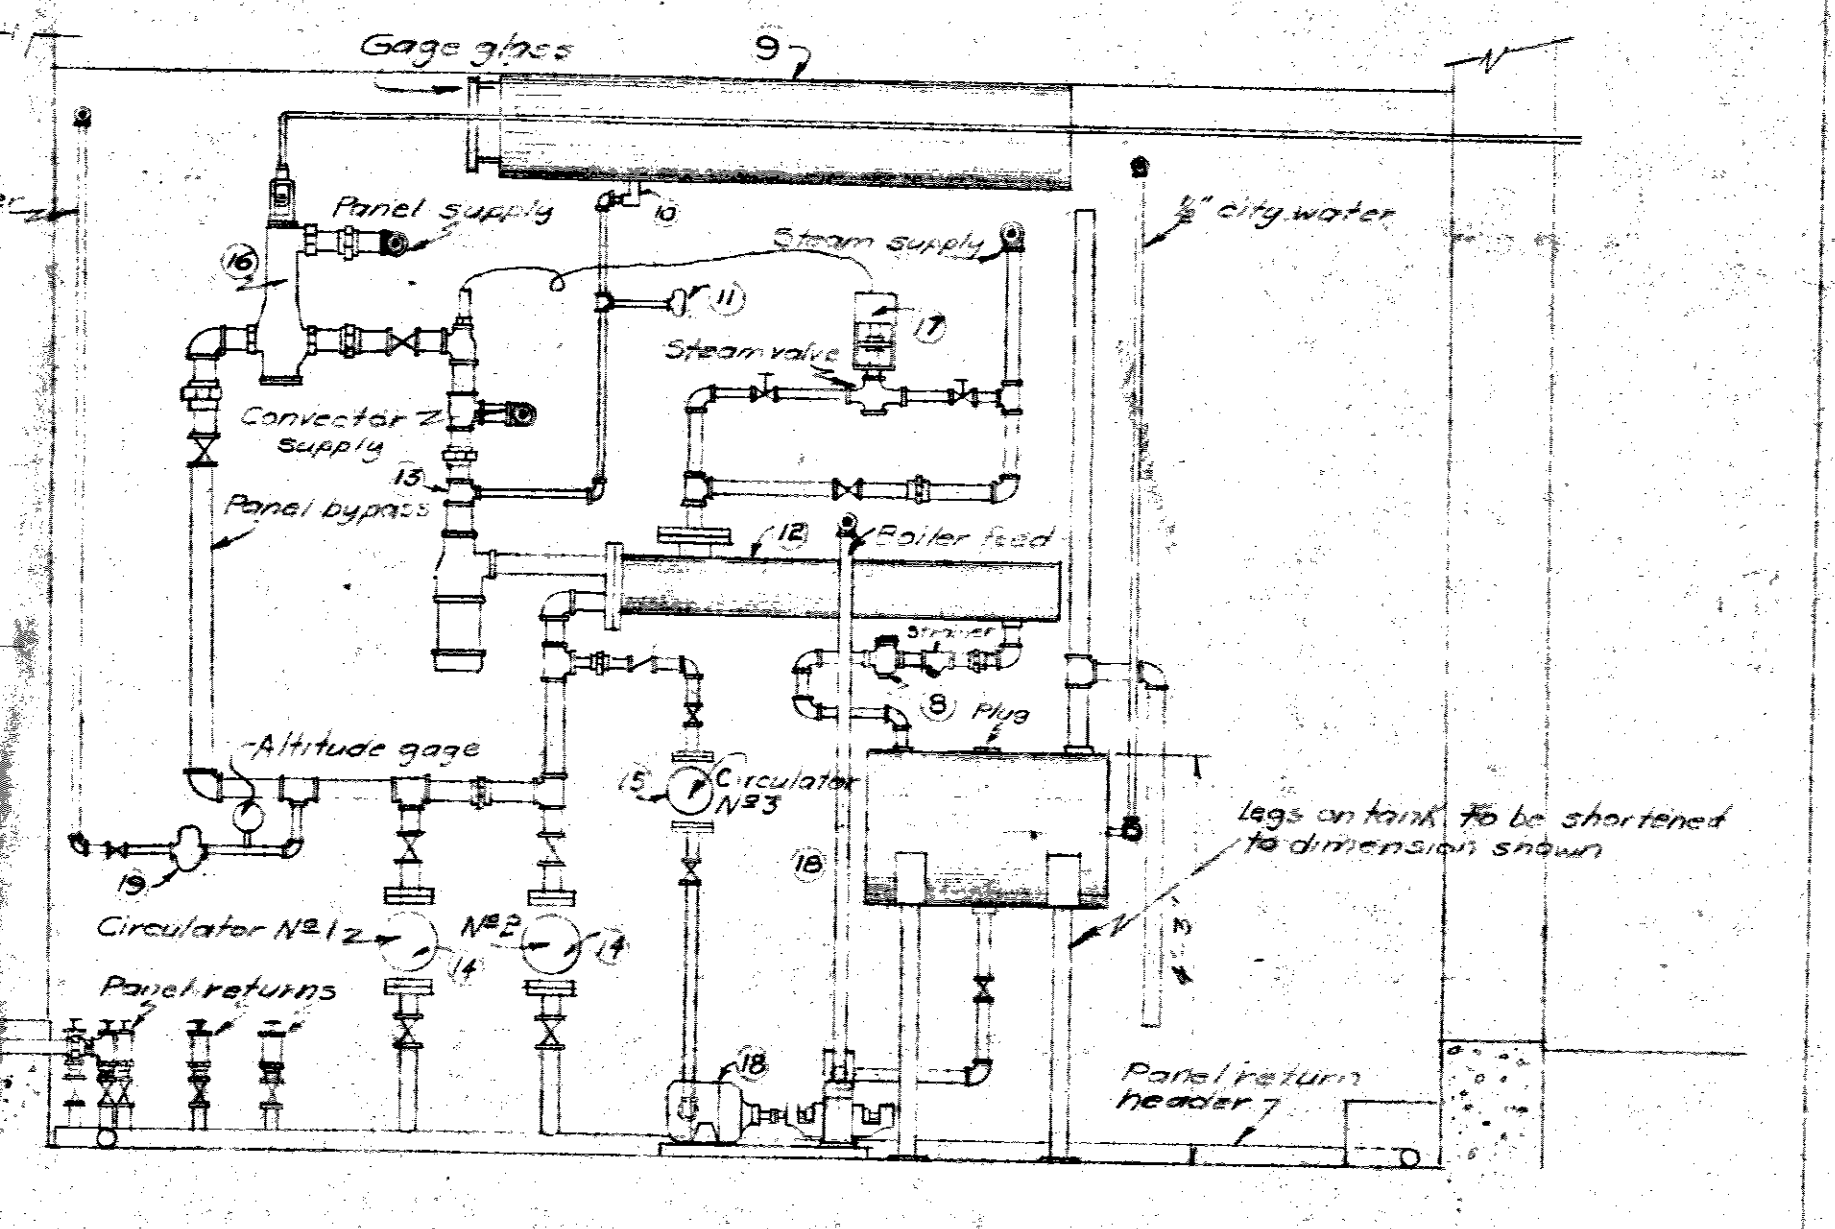 Gage glass
9
10
Panel supply
½" city water
Steam supply
16
11
17
Steam valve
Convector
supply
13
Panel bypass
12
Boiler feed
Strainer
8
Plug
Altitude gage
15
Circulator
Nº3
Legs on tank to be shortened
to dimension shown
18
19
Circulator Nº1
Nº2
14
14
3'
Panel returns
18
Panel return
header